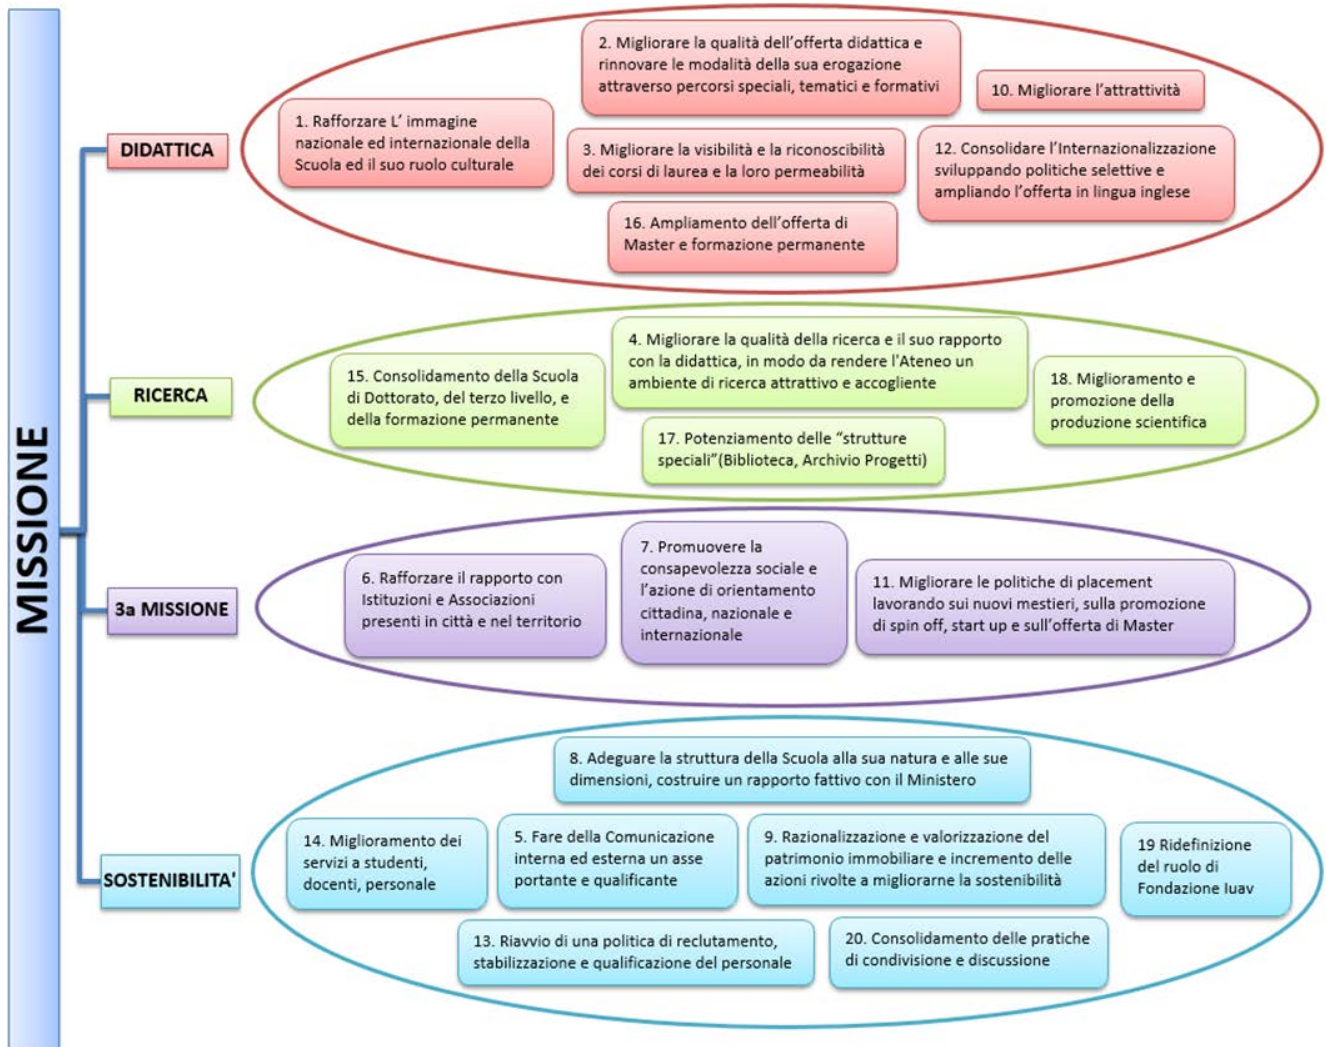 MISSIONE
DIDATTICA
1. Rafforzare L' immagine
nazionale ed internazionale della
Scuola ed il suo ruolo culturale
2. Migliorare la qualità dell'offerta didattica e
rinnovare le modalità della sua erogazione
attraverso percorsi speciali, tematici e formativi
10. Migliorare l'attrattività
3. Migliorare la visibilità e la riconoscibilità
dei corsi di laurea e la loro permeabilità
12. Consolidare l'Internazionalizzazione
sviluppando politiche selettive e
ampliando l'offerta in lingua inglese
16. Ampliamento dell'offerta di
Master e formazione permanente
RICERCA
15. Consolidamento della Scuola
di Dottorato, del terzo livello, e
della formazione permanente
4. Migliorare la qualità della ricerca e il suo rapporto
con la didattica, in modo da rendere l'Ateneo un
ambiente di ricerca attrattivo e accogliente
18. Miglioramento e
promozione della
produzione scientifica
17. Potenziamento delle “strutture
speciali”(Biblioteca, Archivio Progetti)
3a MISSIONE
6. Rafforzare il rapporto con
Istituzioni e Associazioni
presenti in città e nel territorio
7. Promuovere la
consapevolezza sociale e
l'azione di orientamento
cittadina, nazionale e
internazionale
11. Migliorare le politiche di placement
lavorando sui nuovi mestieri, sulla promozione
di spin off, start up e sull'offerta di Master
SOSTENIBILITA'
8. Adeguare la struttura della Scuola alla sua natura e alle sue
dimensioni, costruire un rapporto fattivo con il Ministero
14. Miglioramento dei
servizi a studenti,
docenti, personale
5. Fare della Comunicazione
interna ed esterna un asse
portante e qualificante
9. Razionalizzazione e valorizzazione del
patrimonio immobiliare e incremento delle
azioni rivolte a migliorarne la sostenibilità
19 Ridefinizione
del ruolo di
Fondazione Iuav
13. Riavvio di una politica di reclutamento,
stabilizzazione e qualificazione del personale
20. Consolidamento delle pratiche
di condivisione e discussione